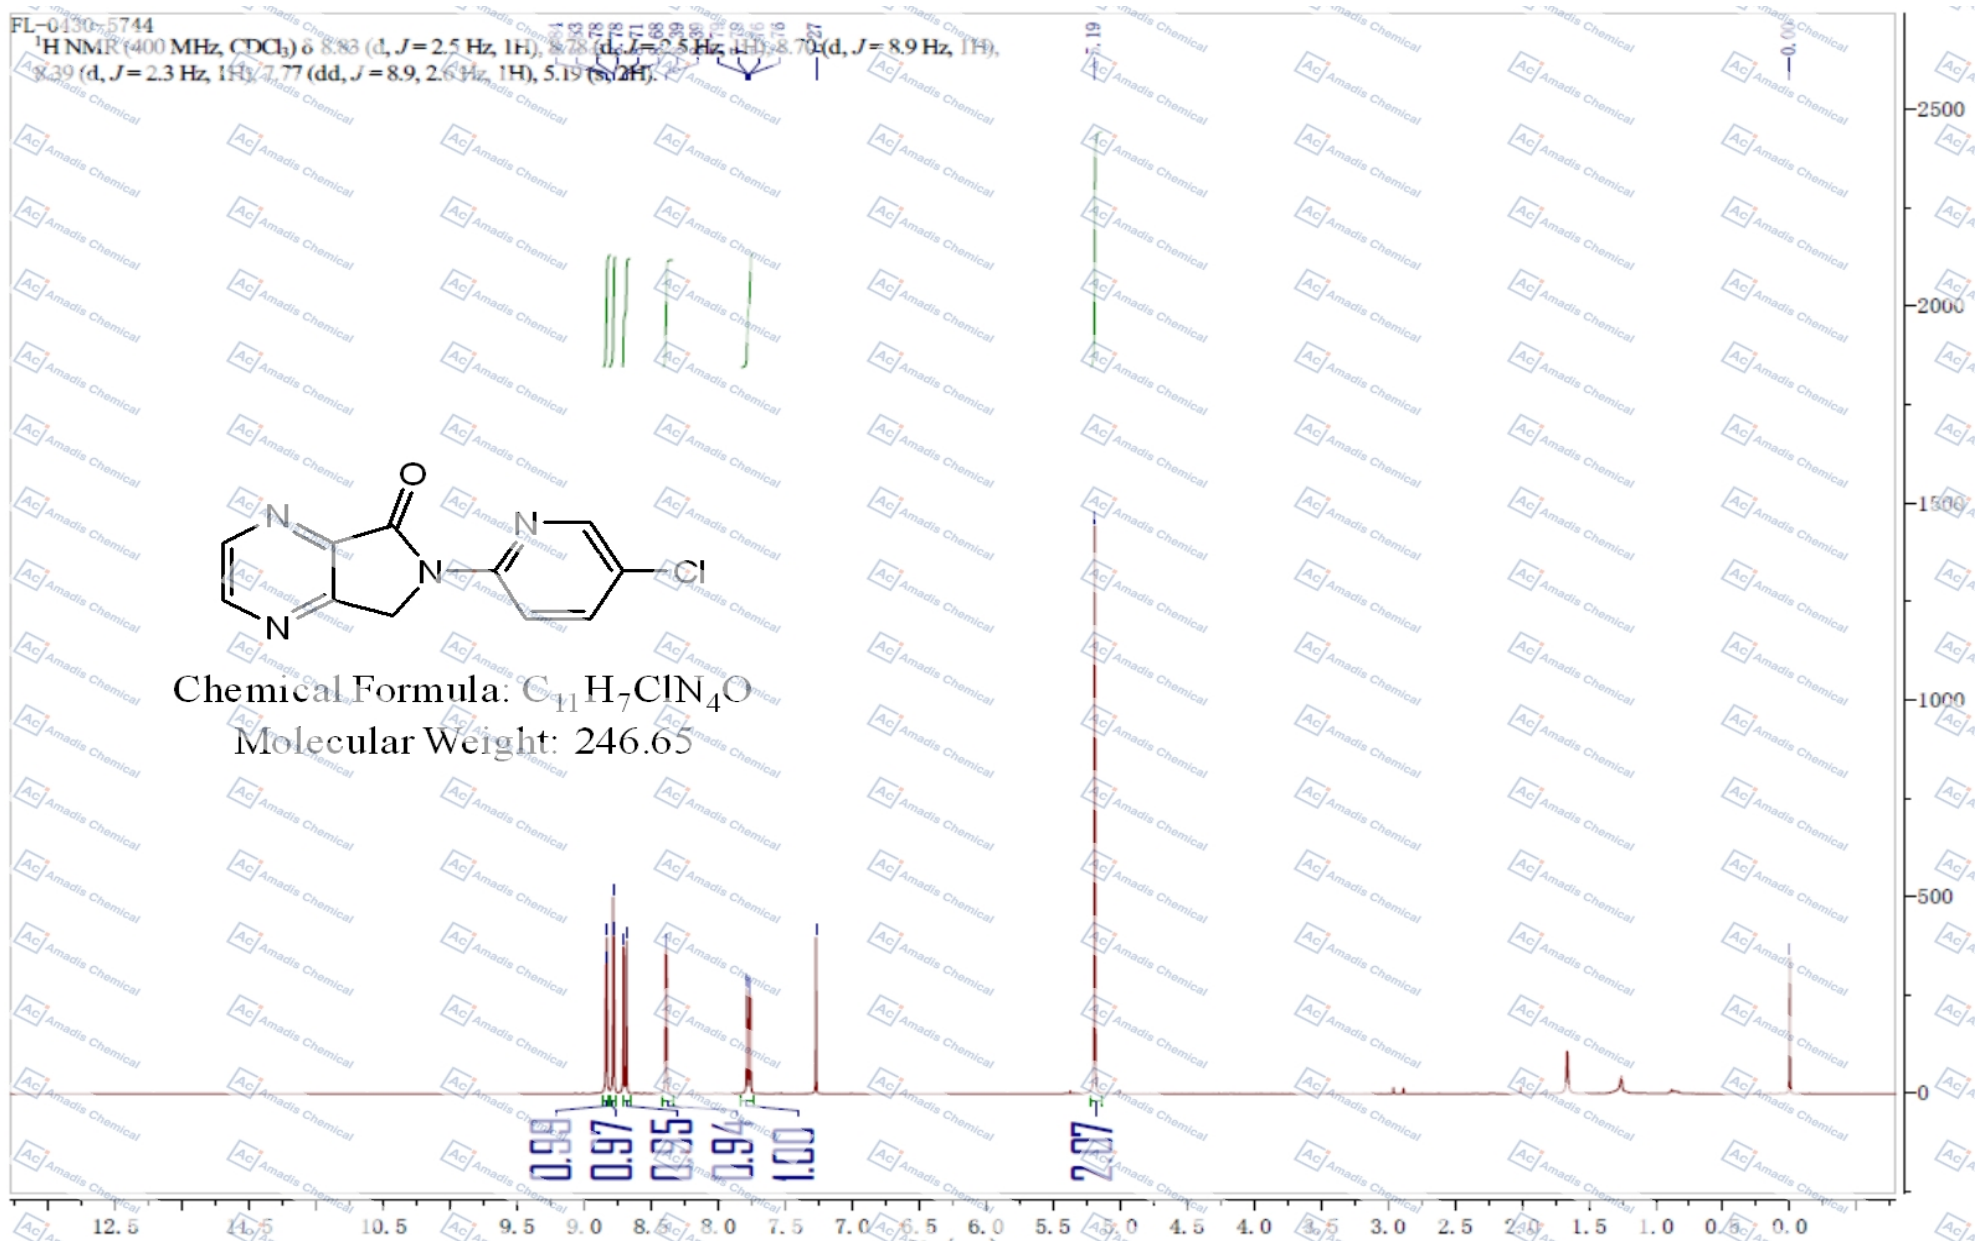 FL-0430-5744
¹H NMR (400 MHz, CDCl₃) δ 8.83 (d, J = 2.5 Hz, 1H), 8.78 (d, J = 2.5 Hz, 1H), 8.70 (d, J = 8.9 Hz, 1H),
8.39 (d, J = 2.3 Hz, 1H), 7.77 (dd, J = 8.9, 2.6 Hz, 1H), 5.19 (s, 2H).
5.19
0.00
2500
2000
1500
1000
500
0
O
N
N
N
N
Cl
Chemical Formula: C₁₁H₇ClN₄O
Molecular Weight: 246.65
0.97
0.94
1.00
2.07
12.5 11.5 10.5 9.5 9.0 8.5 8.0 7.5 7.0 6.5 6.0 5.5 5.0 4.5 4.0 3.5 3.0 2.5 2.0 1.5 1.0 0.5 0.0
Ac Amadis Chemical